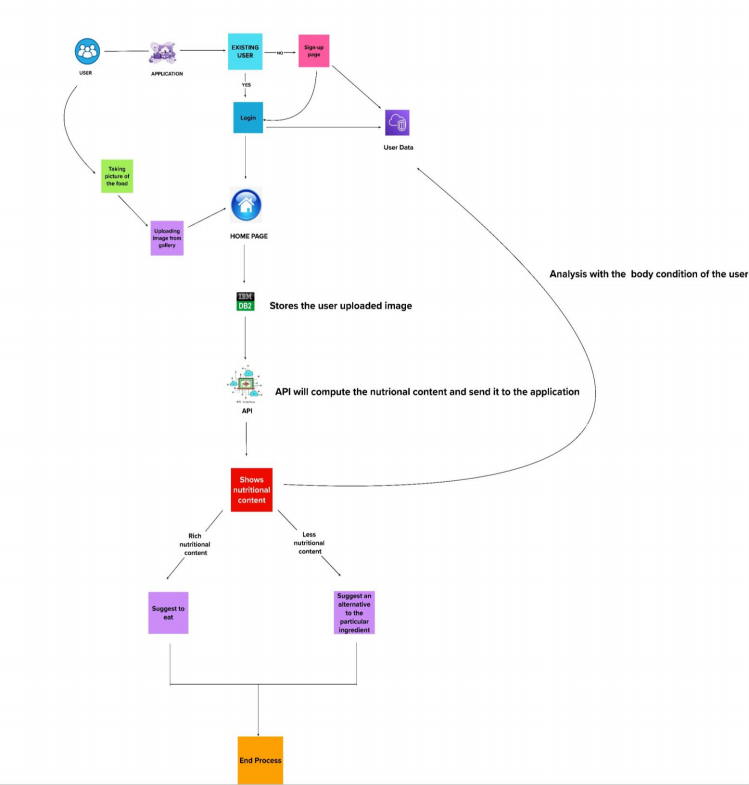 EXISTING
USER
NO
Sign-up
page
USER
APPLICATION
YES
Login
User Data
Taking
picture of
the food
Uploading
image from
gallery
HOME PAGE
Analysis with the body condition of the user
IBM
DB2
Stores the user uploaded image
API will compute the nutrional content and send it to the application
API
Shows
nutritional
content
Rich
nutritional
content
Less
nutritional
content
Suggest to
eat
Suggest an
alternative
to the
particular
ingredient
End Process